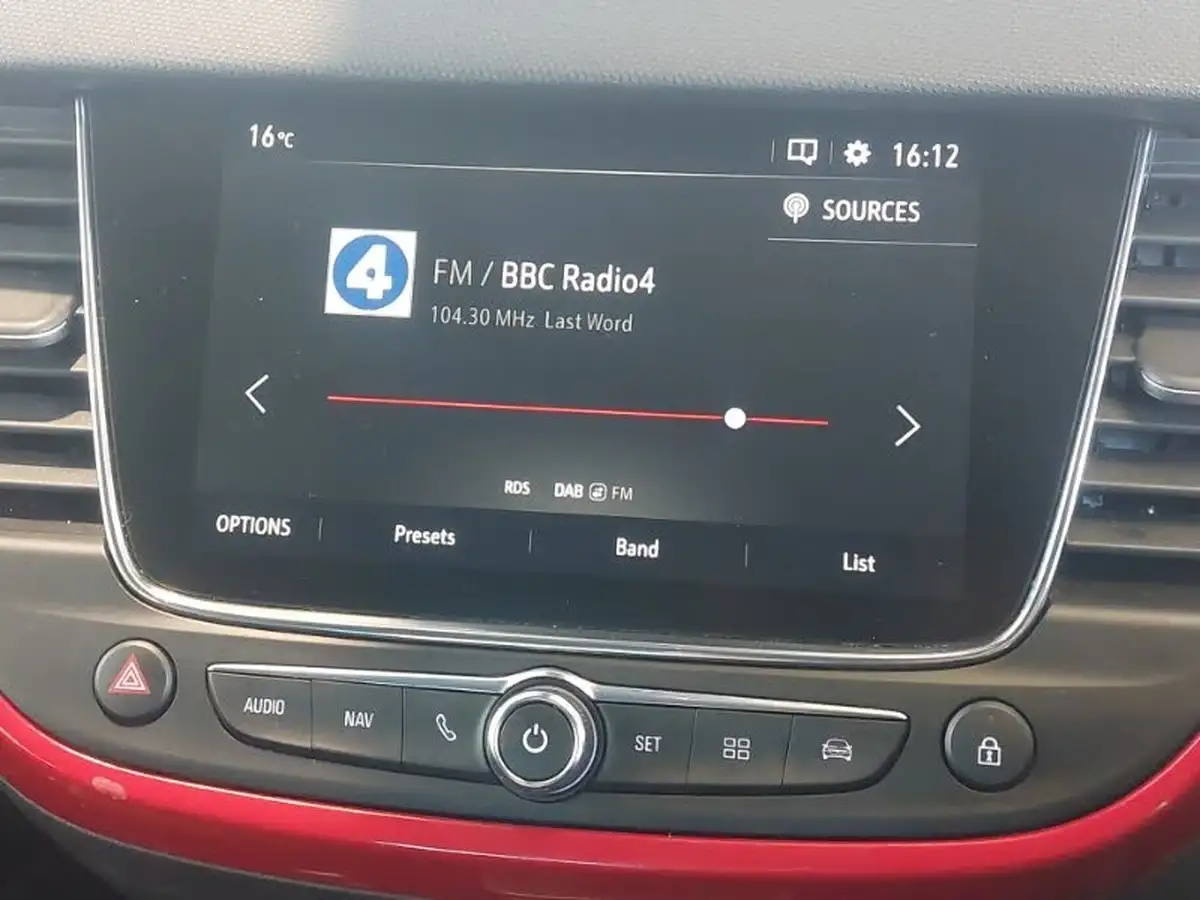 16°C
16:12
SOURCES
4
FM / BBC Radio4
104.30 MHz Last Word
RDS DAB FM
OPTIONS Presets Band List
AUDIO NAV SET